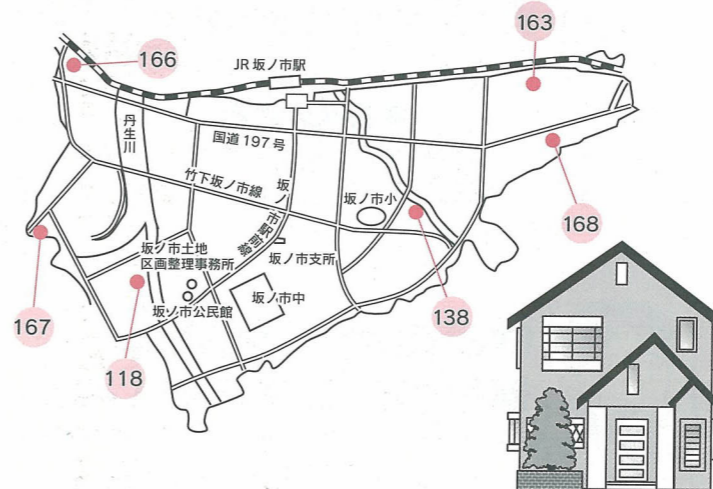 163
166
JR 坂ノ市駅
丹生川
国道 197号
168
竹下坂ノ市線
坂ノ市駅前線
坂ノ市小
167
坂ノ市土地
区画整理事務所
坂ノ市支所
坂ノ市公民館
坂ノ市中
138
118